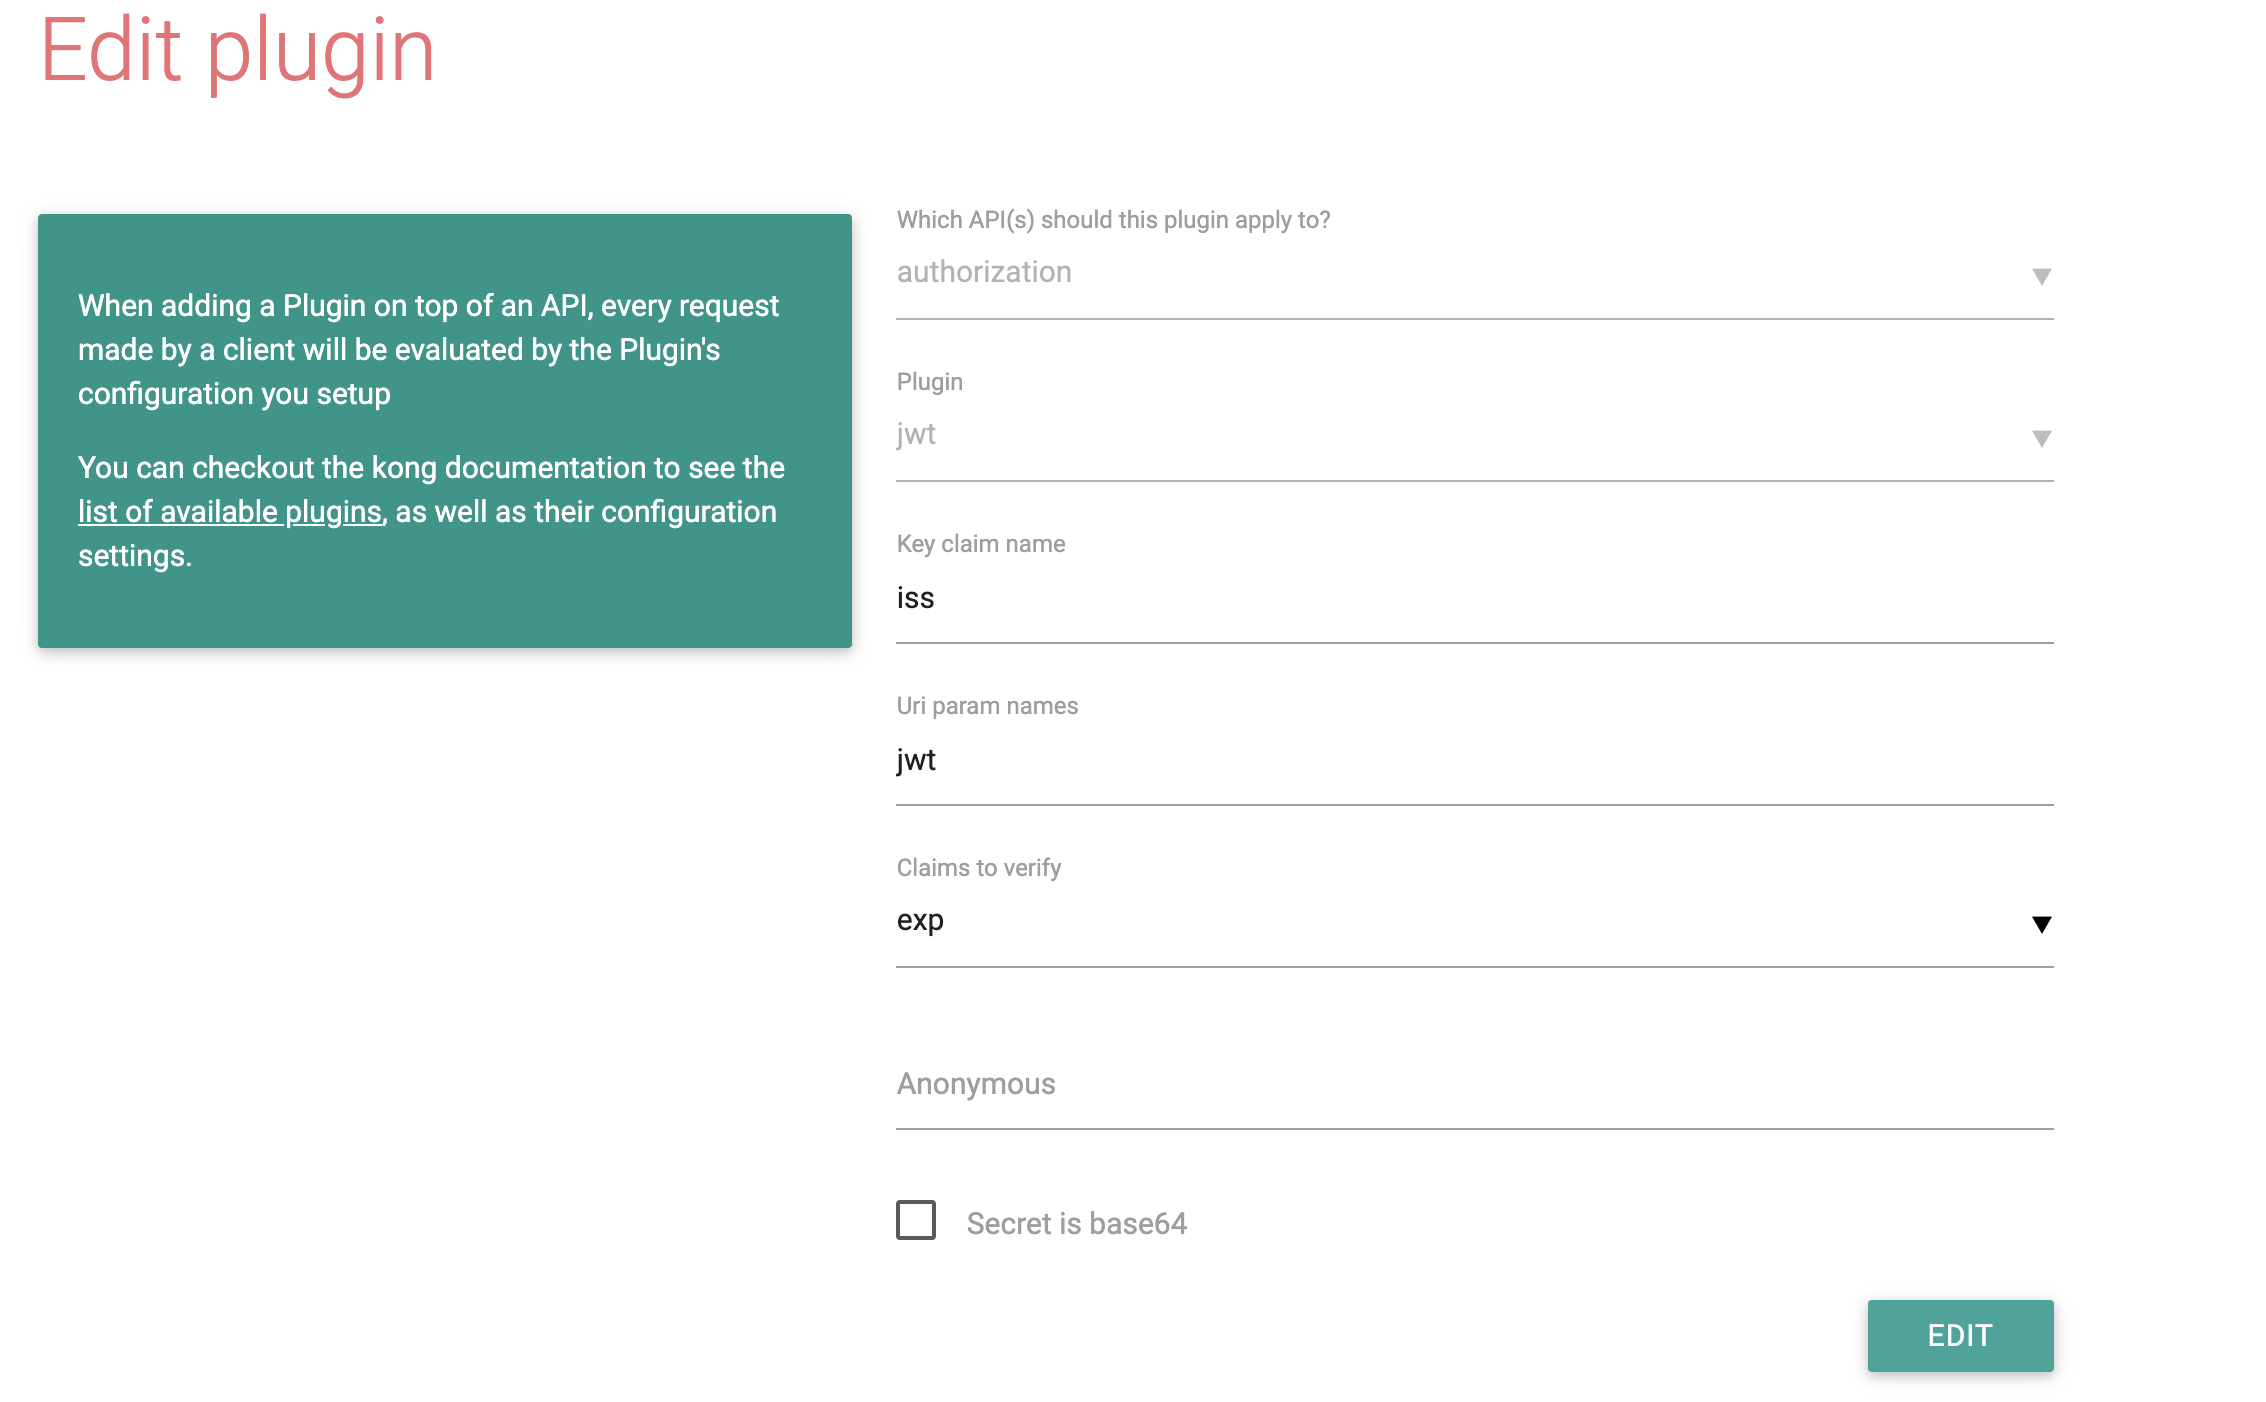 Edit plugin
When adding a Plugin on top of an API, every request
made by a client will be evaluated by the Plugin's
configuration you setup
You can checkout the kong documentation to see the
list of available plugins, as well as their configuration
settings.
Which API(s) should this plugin apply to?
authorization
Plugin
jwt
Key claim name
iss
Uri param names
jwt
Claims to verify
exp
Anonymous
Secret is base64
EDIT